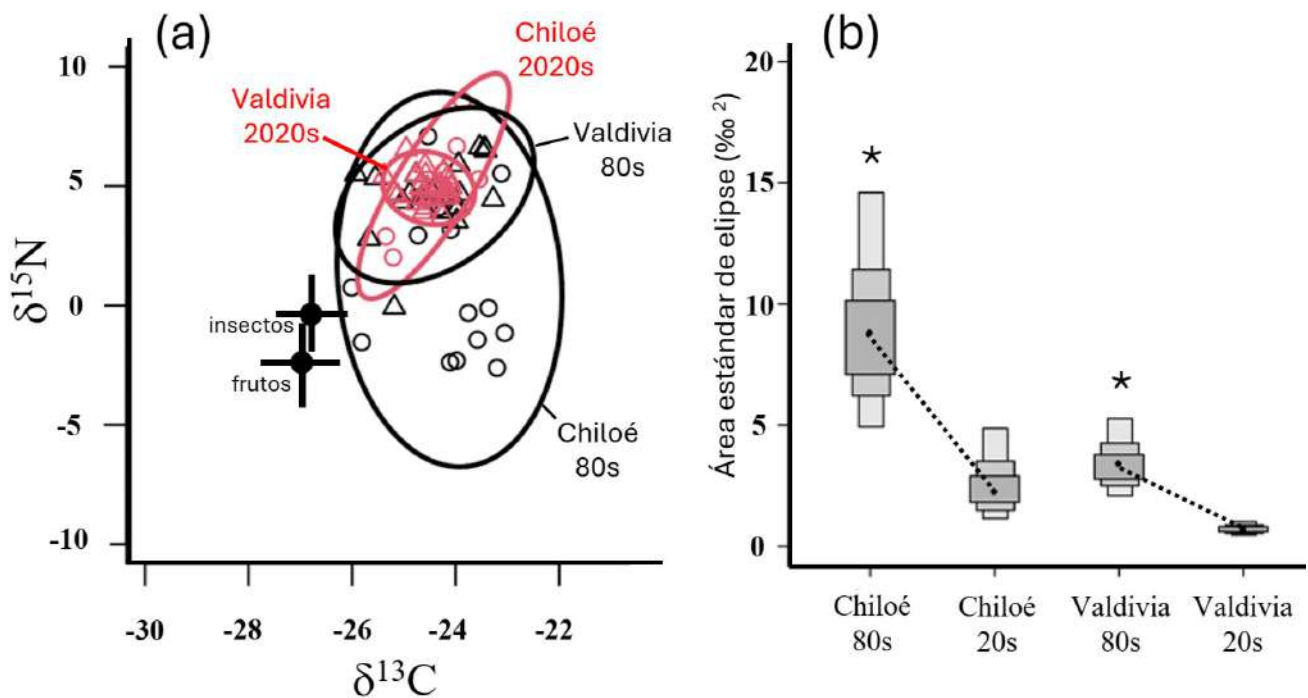 (a)
Chiloé
2020s
10
Valdivia
2020s
Valdivia
80s
5
δ¹⁵N
0
insectos
frutos
-5
Chiloé
80s
-10
-30
-28
-26
-24
-22
δ¹³C
(b)
20
*
15
Área estándar de elipse (‰ ²)
10
*
5
0
Chiloé
80s
Chiloé
20s
Valdivia
80s
Valdivia
20s